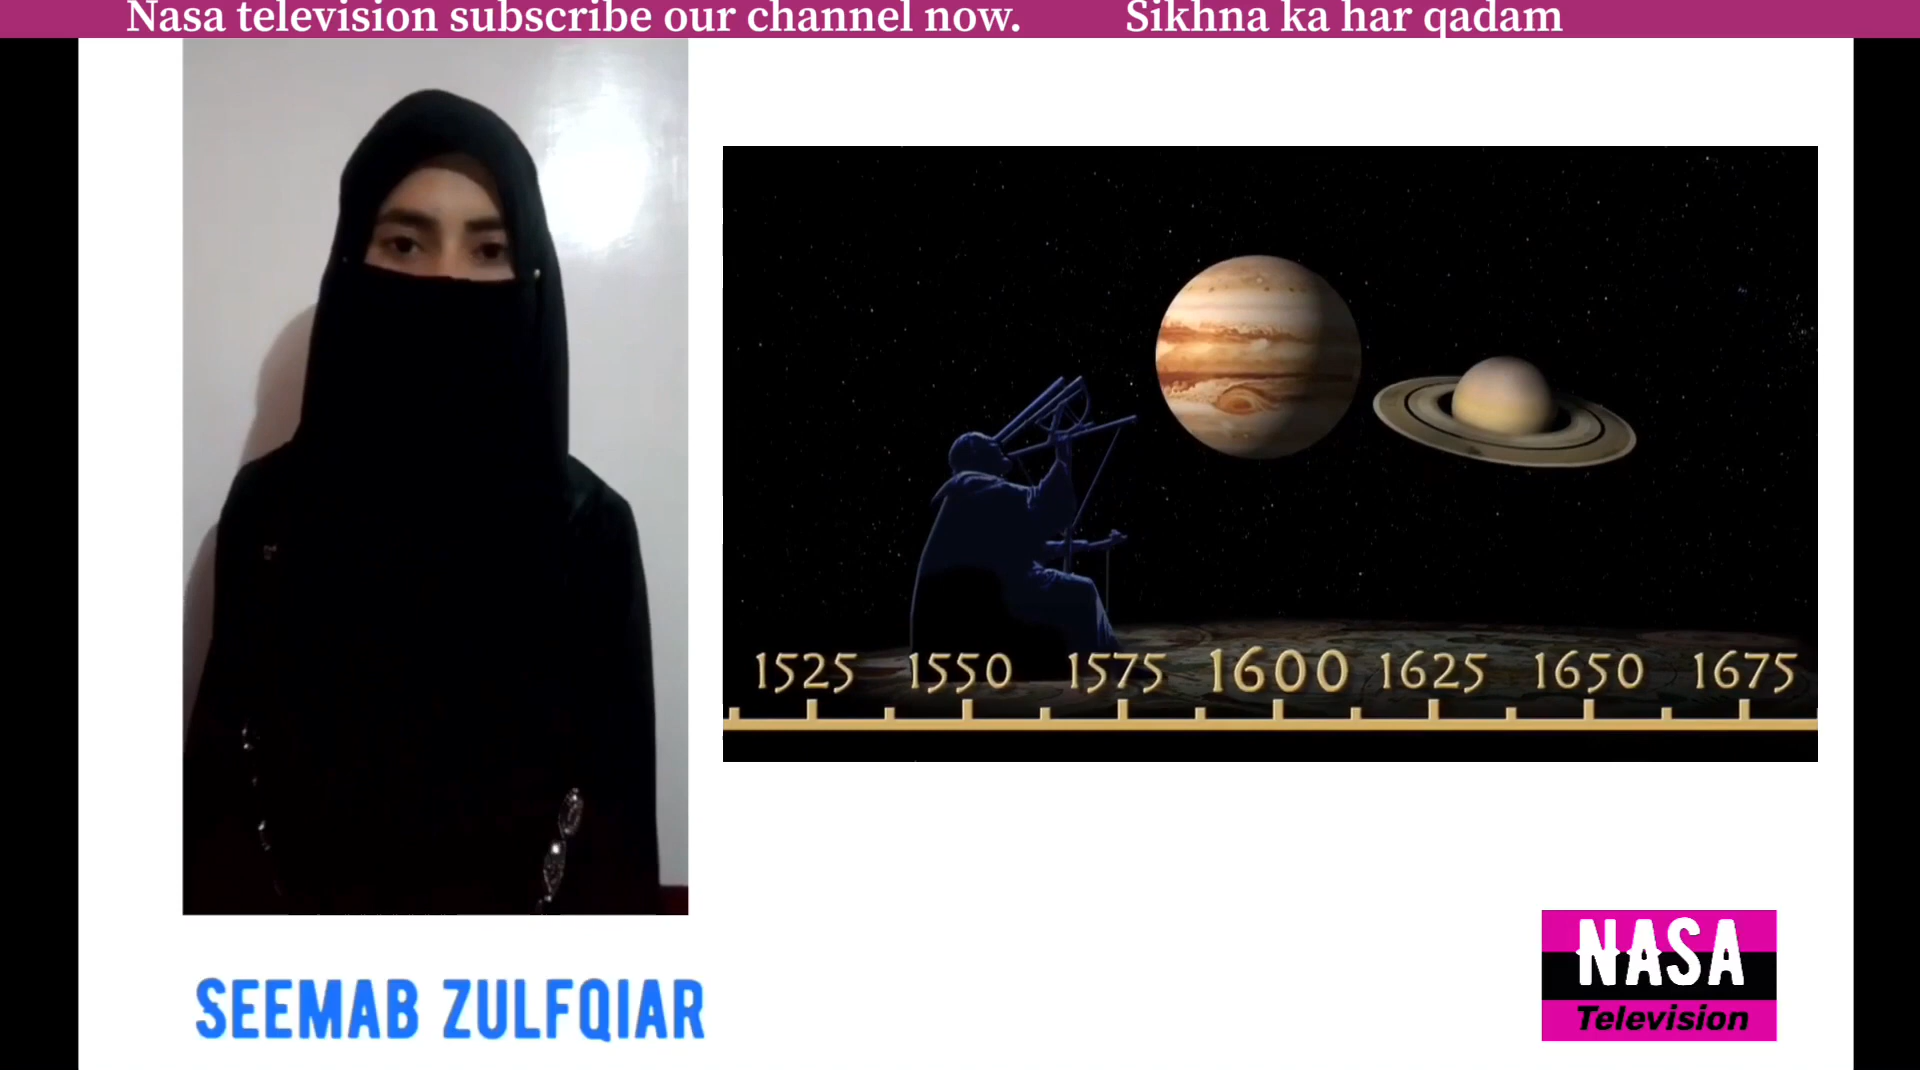 Nasa television subscribe our channel now. Sikhna ka har qadam
1525 1550 1575 1600 1625 1650 1675
SEEMAB ZULFQIAR
NASA
Television